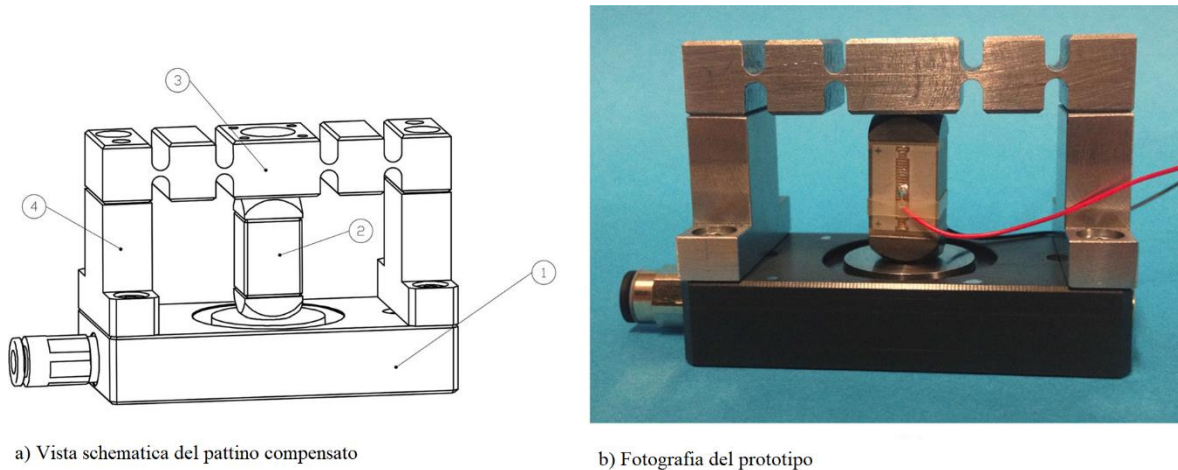 3
4
2
1
a) Vista schematica del pattino compensato
b) Fotografia del prototipo